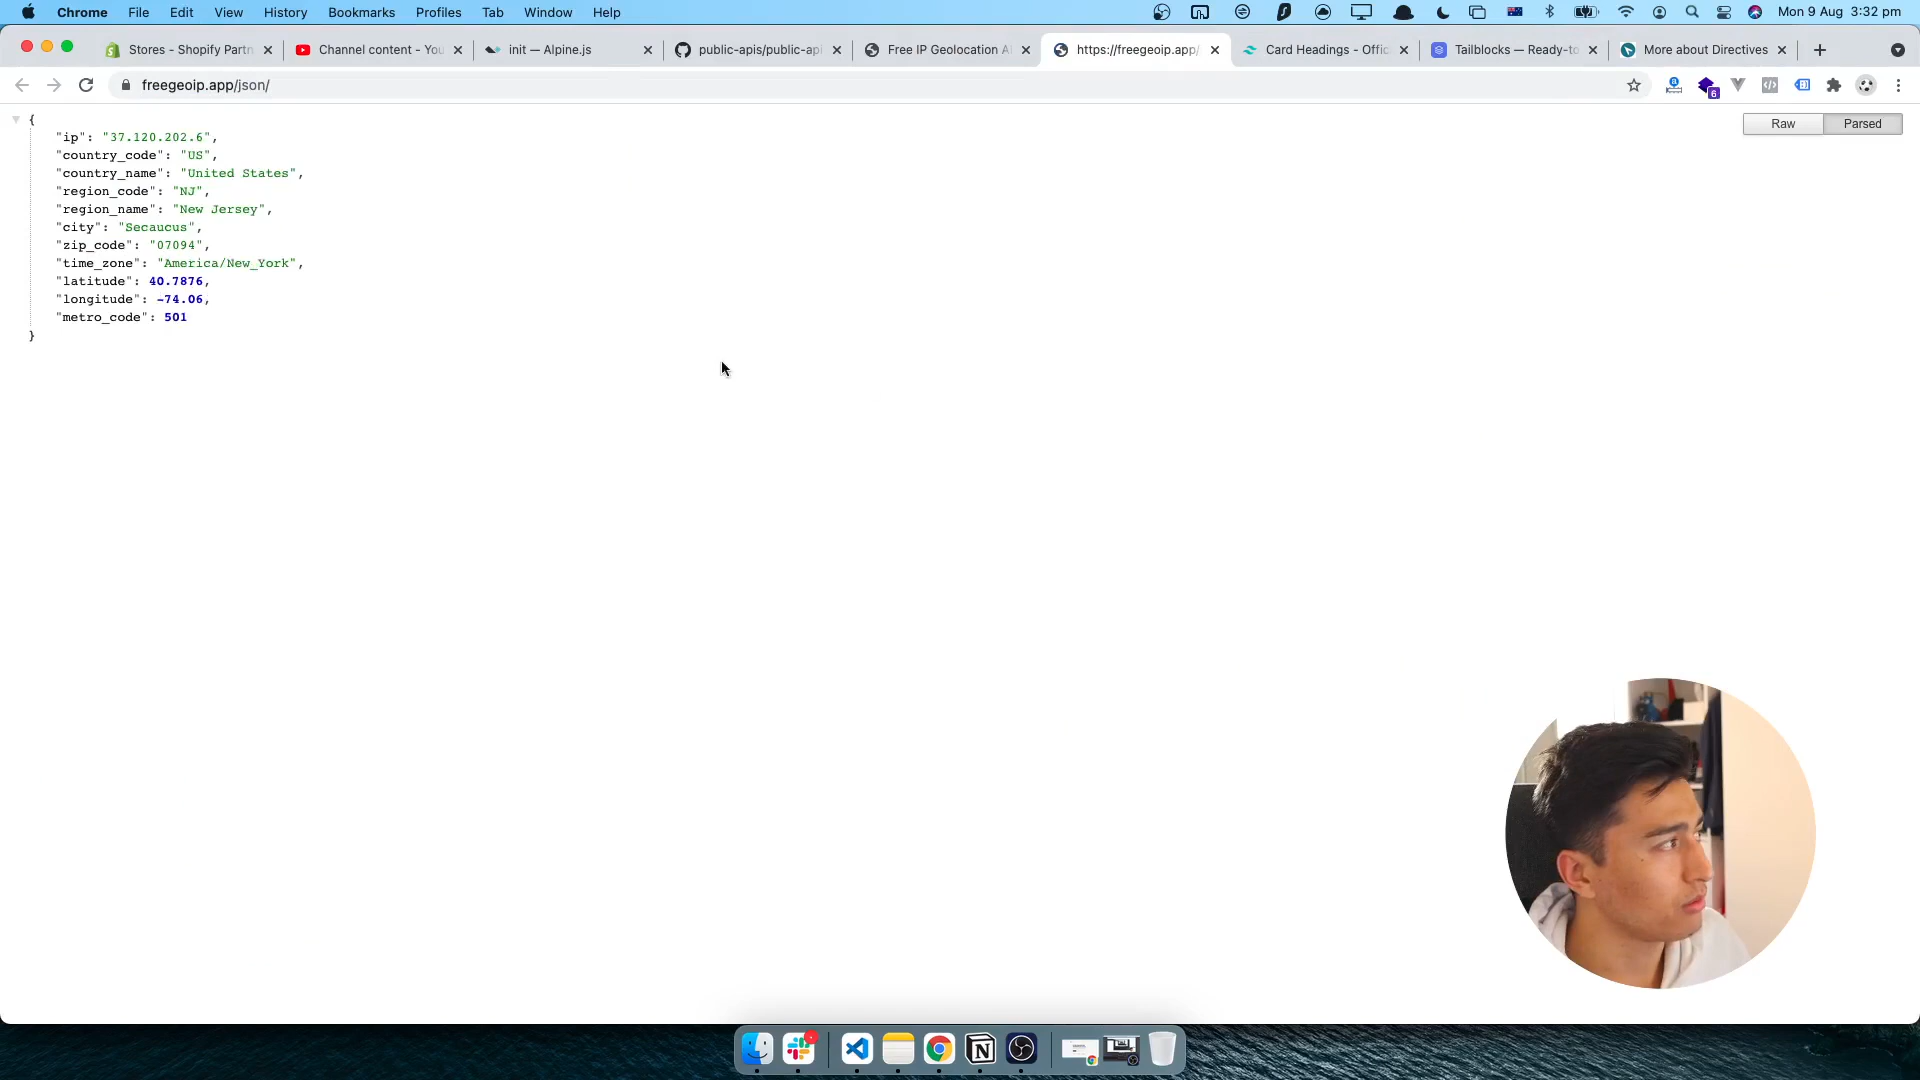 Chrome File Edit View History Bookmarks Profiles Tab Window Help Mon 9 Aug 3:32 pm
Stores - Shopify Partn Channel content - You init — Alpine.js public-apis/public-api Free IP Geolocation A https://freegeoip.app/ Card Headings - Offic Tailblocks — Ready-to More about Directives
freegeoip.app/json/ 6
Raw Parsed
{
"ip": "37.120.202.6",
"country_code": "US",
"country_name": "United States",
"region_code": "NJ",
"region_name": "New Jersey",
"city": "Secaucus",
"zip_code": "07094",
"time_zone": "America/New_York",
"latitude": 40.7876,
"longitude": -74.06,
"metro_code": 501
}